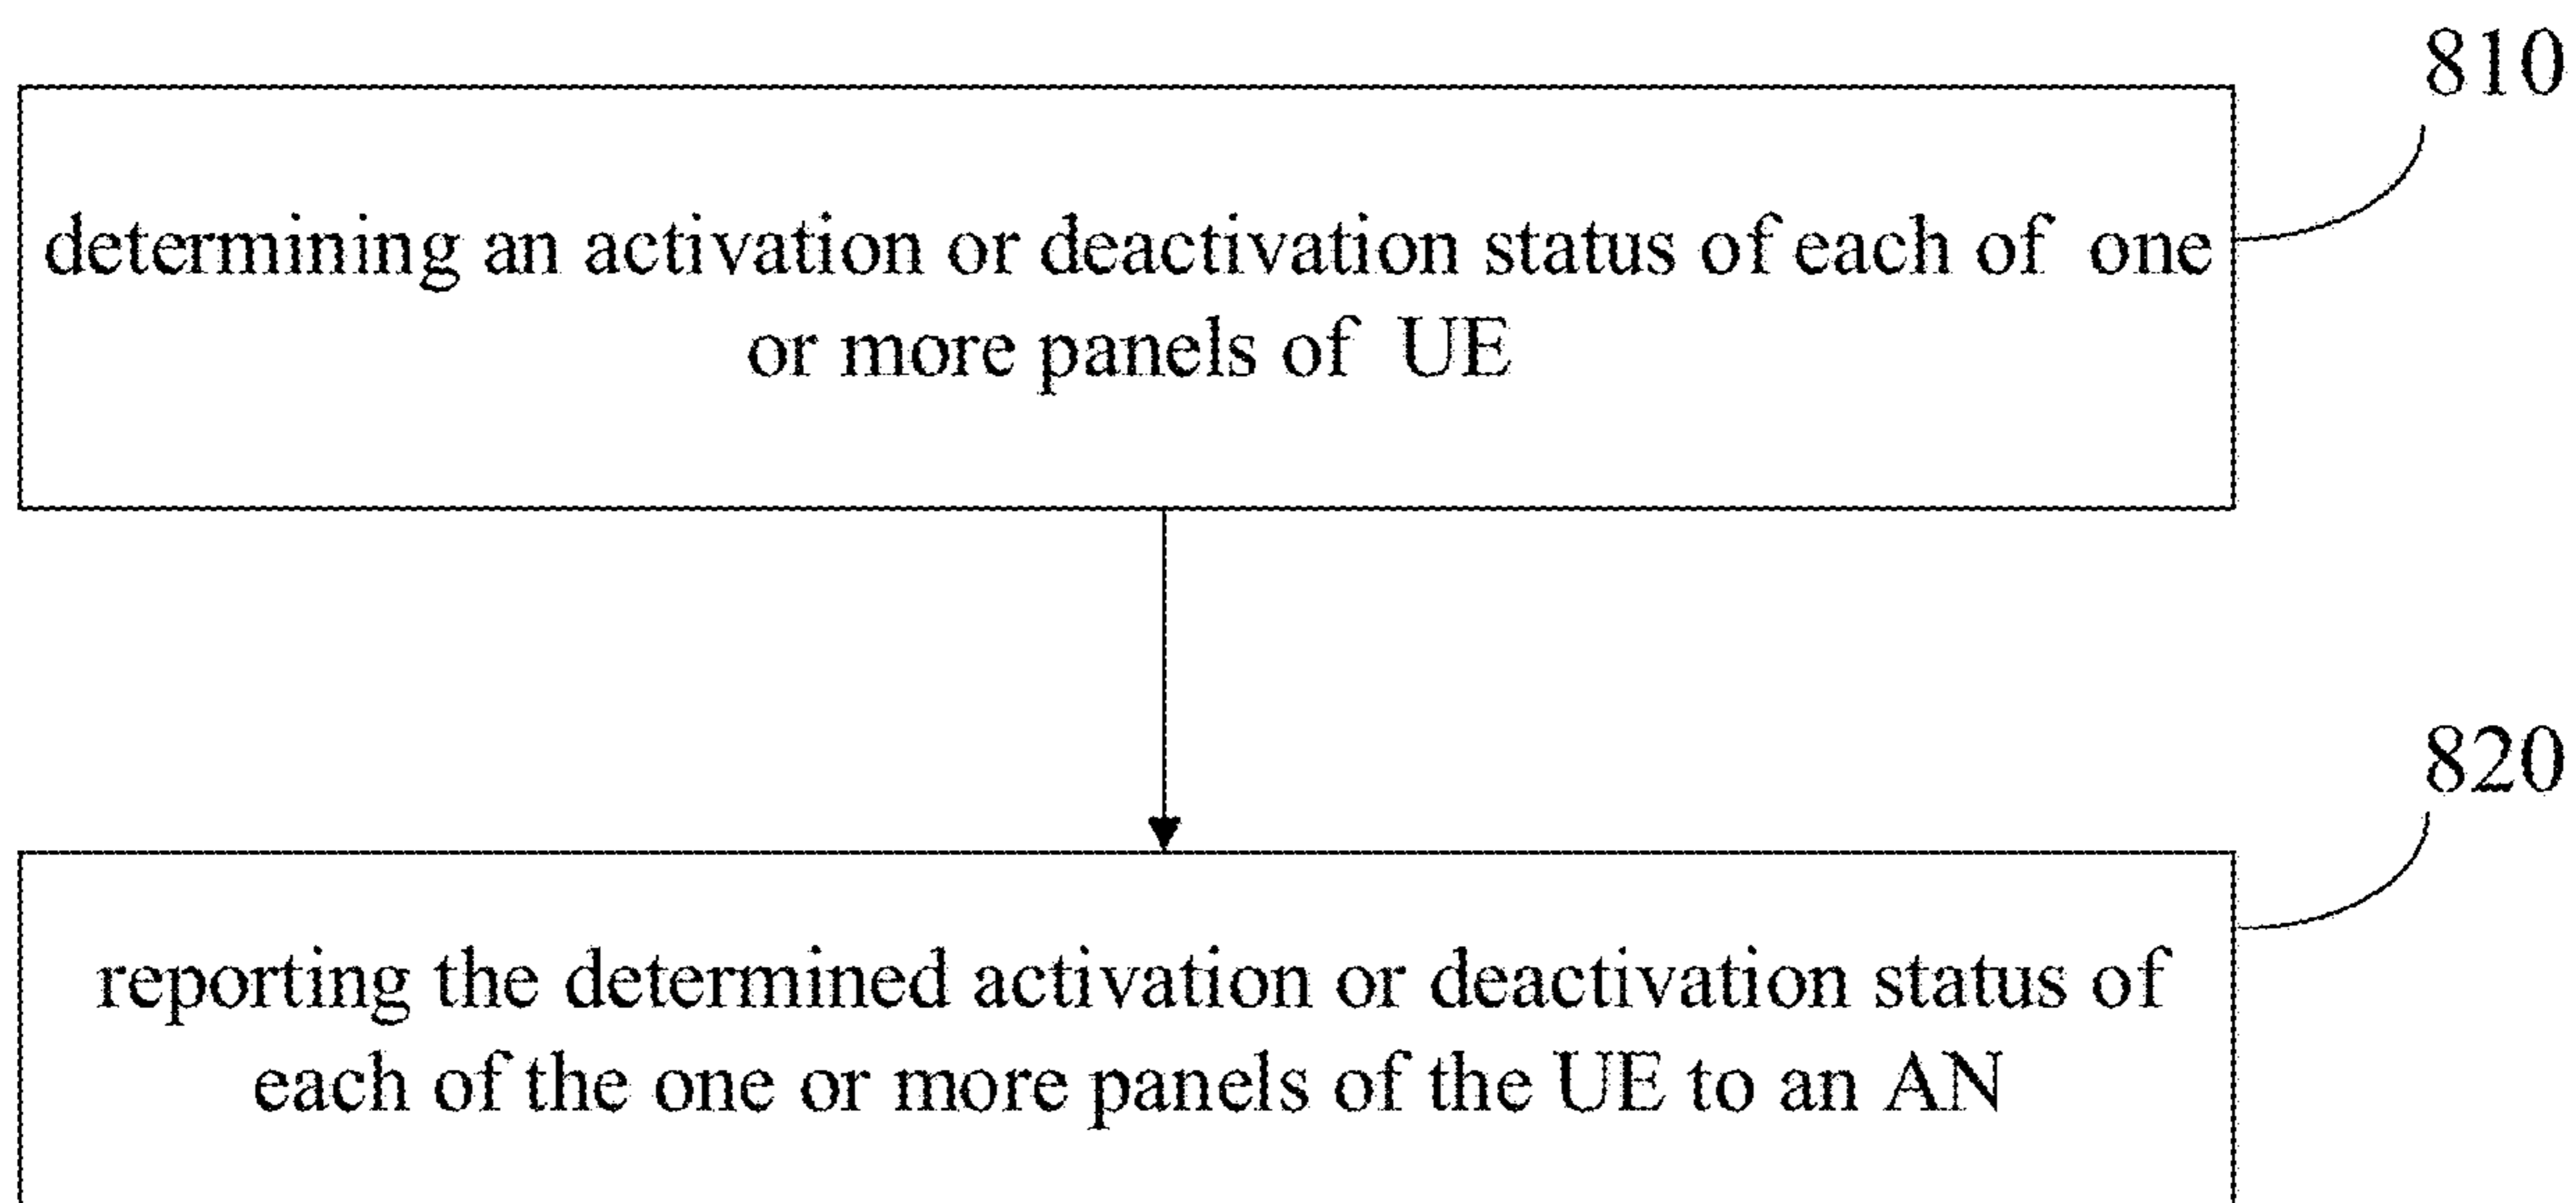 810
determining an activation or deactivation status of each of one
or more panels of UE
820
reporting the determined activation or deactivation status of
each of the one or more panels of the UE to an AN